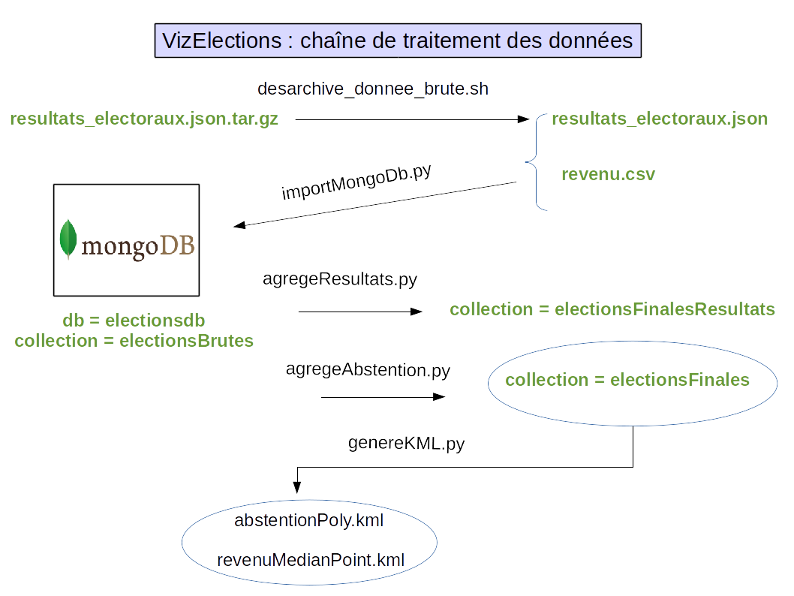 VizElections : chaîne de traitement des données
desarchive_donnee_brute.sh
resultats_electoraux.json.tar.gz
resultats_electoraux.json
revenu.csv
importMongoDb.py
mongoDB
agregeResultats.py
collection = electionsFinalesResultats
db = electionsdb
collection = electionsBrutes
agregeAbstention.py
collection = electionsFinales
genereKML.py
abstentionPoly.kml
revenuMedianPoint.kml